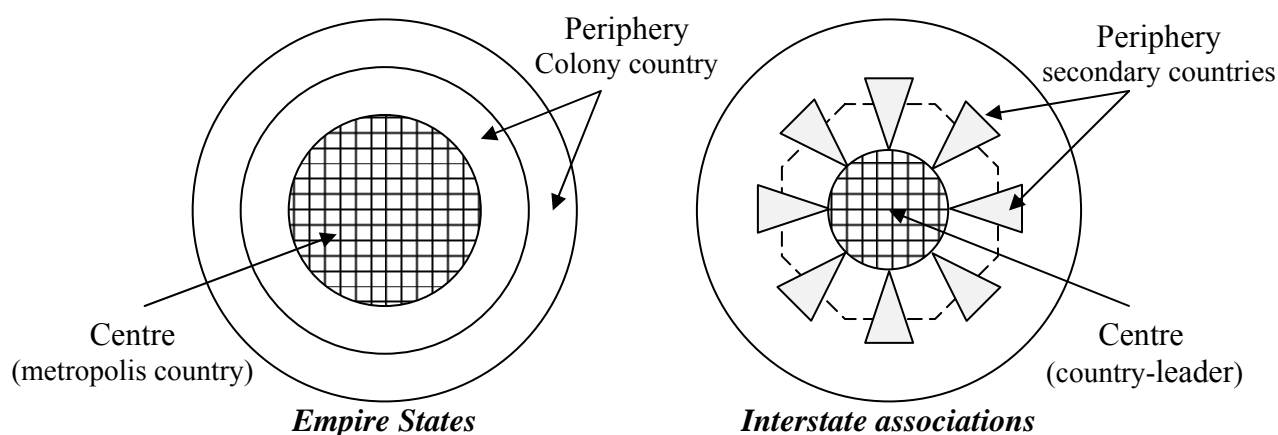 Periphery
Colony country
Centre
(metropolis country)
Empire States
Periphery
secondary countries
Centre
(country-leader)
Interstate associations